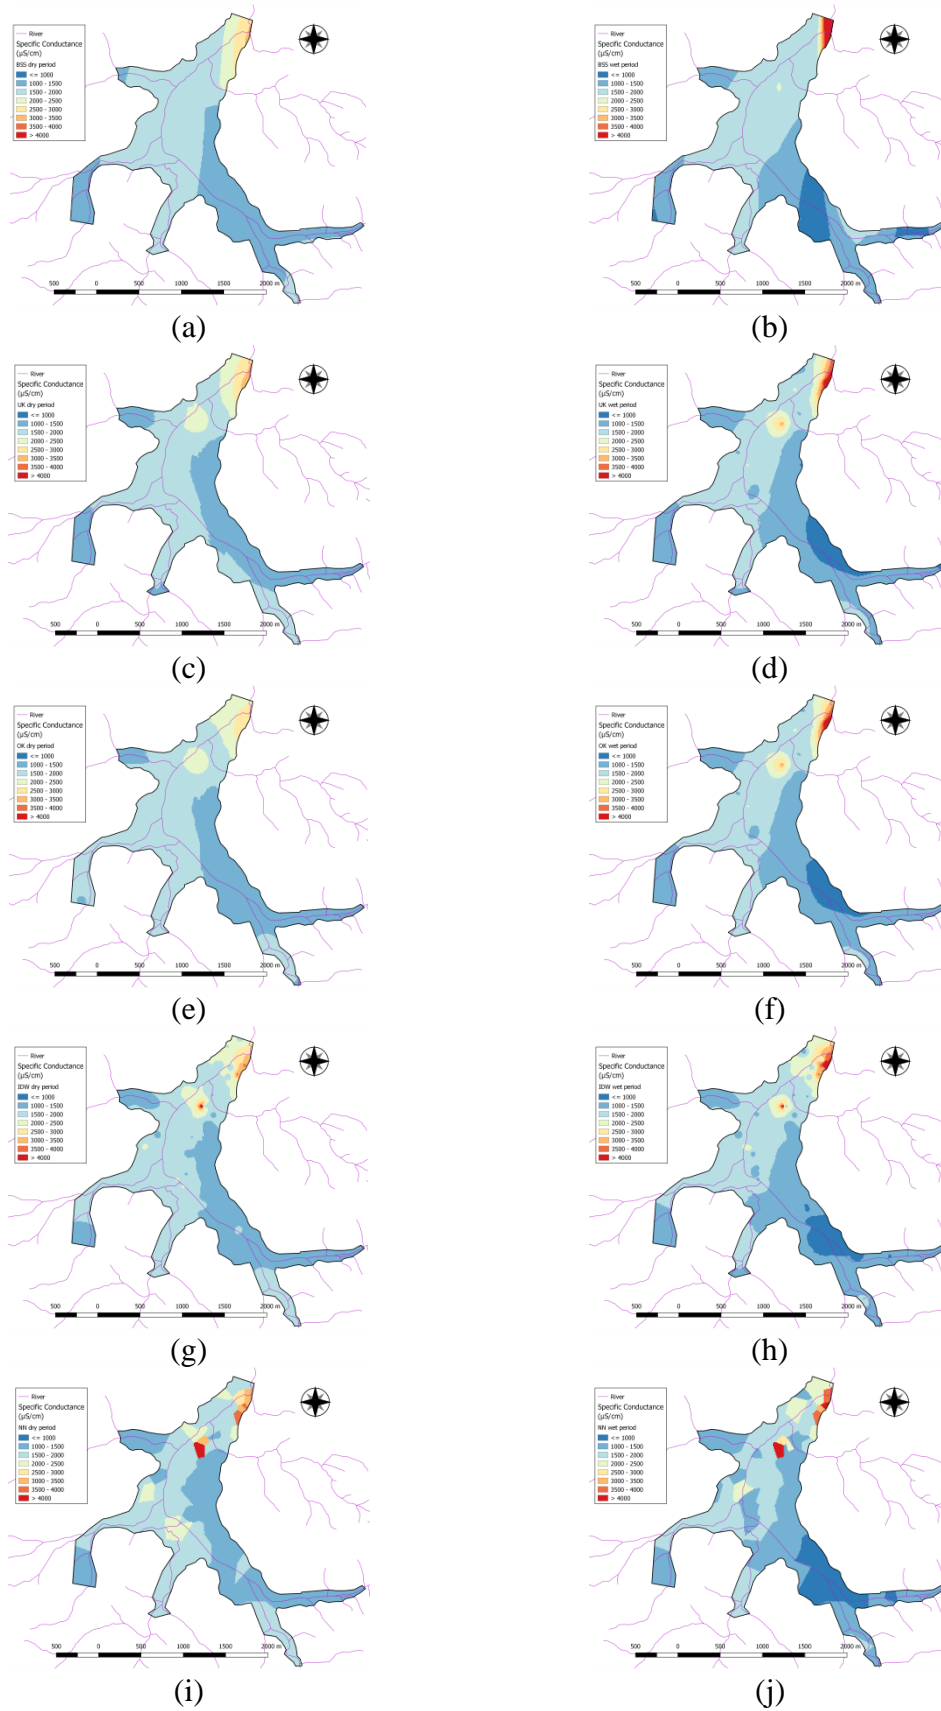 River
Specific Conductance
(µS/cm)
BSS dry period
<= 1000
1000 - 1500
1500 - 2000
2000 - 2500
2500 - 3000
3000 - 3500
3500 - 4000
> 4000
500 0 500 1000 1500 2000 m
(a)
River
Specific Conductance
(µS/cm)
BSS wet period
<= 1000
1000 - 1500
1500 - 2000
2000 - 2500
2500 - 3000
3000 - 3500
3500 - 4000
> 4000
500 0 500 1000 1500 2000 m
(b)
River
Specific Conductance
(µS/cm)
UK dry period
<= 1000
1000 - 1500
1500 - 2000
2000 - 2500
2500 - 3000
3000 - 3500
3500 - 4000
> 4000
500 0 500 1000 1500 2000 m
(c)
River
Specific Conductance
(µS/cm)
UK wet period
<= 1000
1000 - 1500
1500 - 2000
2000 - 2500
2500 - 3000
3000 - 3500
3500 - 4000
> 4000
500 0 500 1000 1500 2000 m
(d)
River
Specific Conductance
(µS/cm)
OK dry period
<= 1000
1000 - 1500
1500 - 2000
2000 - 2500
2500 - 3000
3000 - 3500
3500 - 4000
> 4000
500 0 500 1000 1500 2000 m
(e)
River
Specific Conductance
(µS/cm)
OK wet period
<= 1000
1000 - 1500
1500 - 2000
2000 - 2500
2500 - 3000
3000 - 3500
3500 - 4000
> 4000
500 0 500 1000 1500 2000 m
(f)
River
Specific Conductance
(µS/cm)
IDW dry period
<= 1000
1000 - 1500
1500 - 2000
2000 - 2500
2500 - 3000
3000 - 3500
3500 - 4000
> 4000
500 0 500 1000 1500 2000 m
(g)
River
Specific Conductance
(µS/cm)
IDW wet period
<= 1000
1000 - 1500
1500 - 2000
2000 - 2500
2500 - 3000
3000 - 3500
3500 - 4000
> 4000
500 0 500 1000 1500 2000 m
(h)
River
Specific Conductance
(µS/cm)
NN dry period
<= 1000
1000 - 1500
1500 - 2000
2000 - 2500
2500 - 3000
3000 - 3500
3500 - 4000
> 4000
500 0 500 1000 1500 2000 m
(i)
River
Specific Conductance
(µS/cm)
NN wet period
<= 1000
1000 - 1500
1500 - 2000
2000 - 2500
2500 - 3000
3000 - 3500
3500 - 4000
> 4000
500 0 500 1000 1500 2000 m
(j)